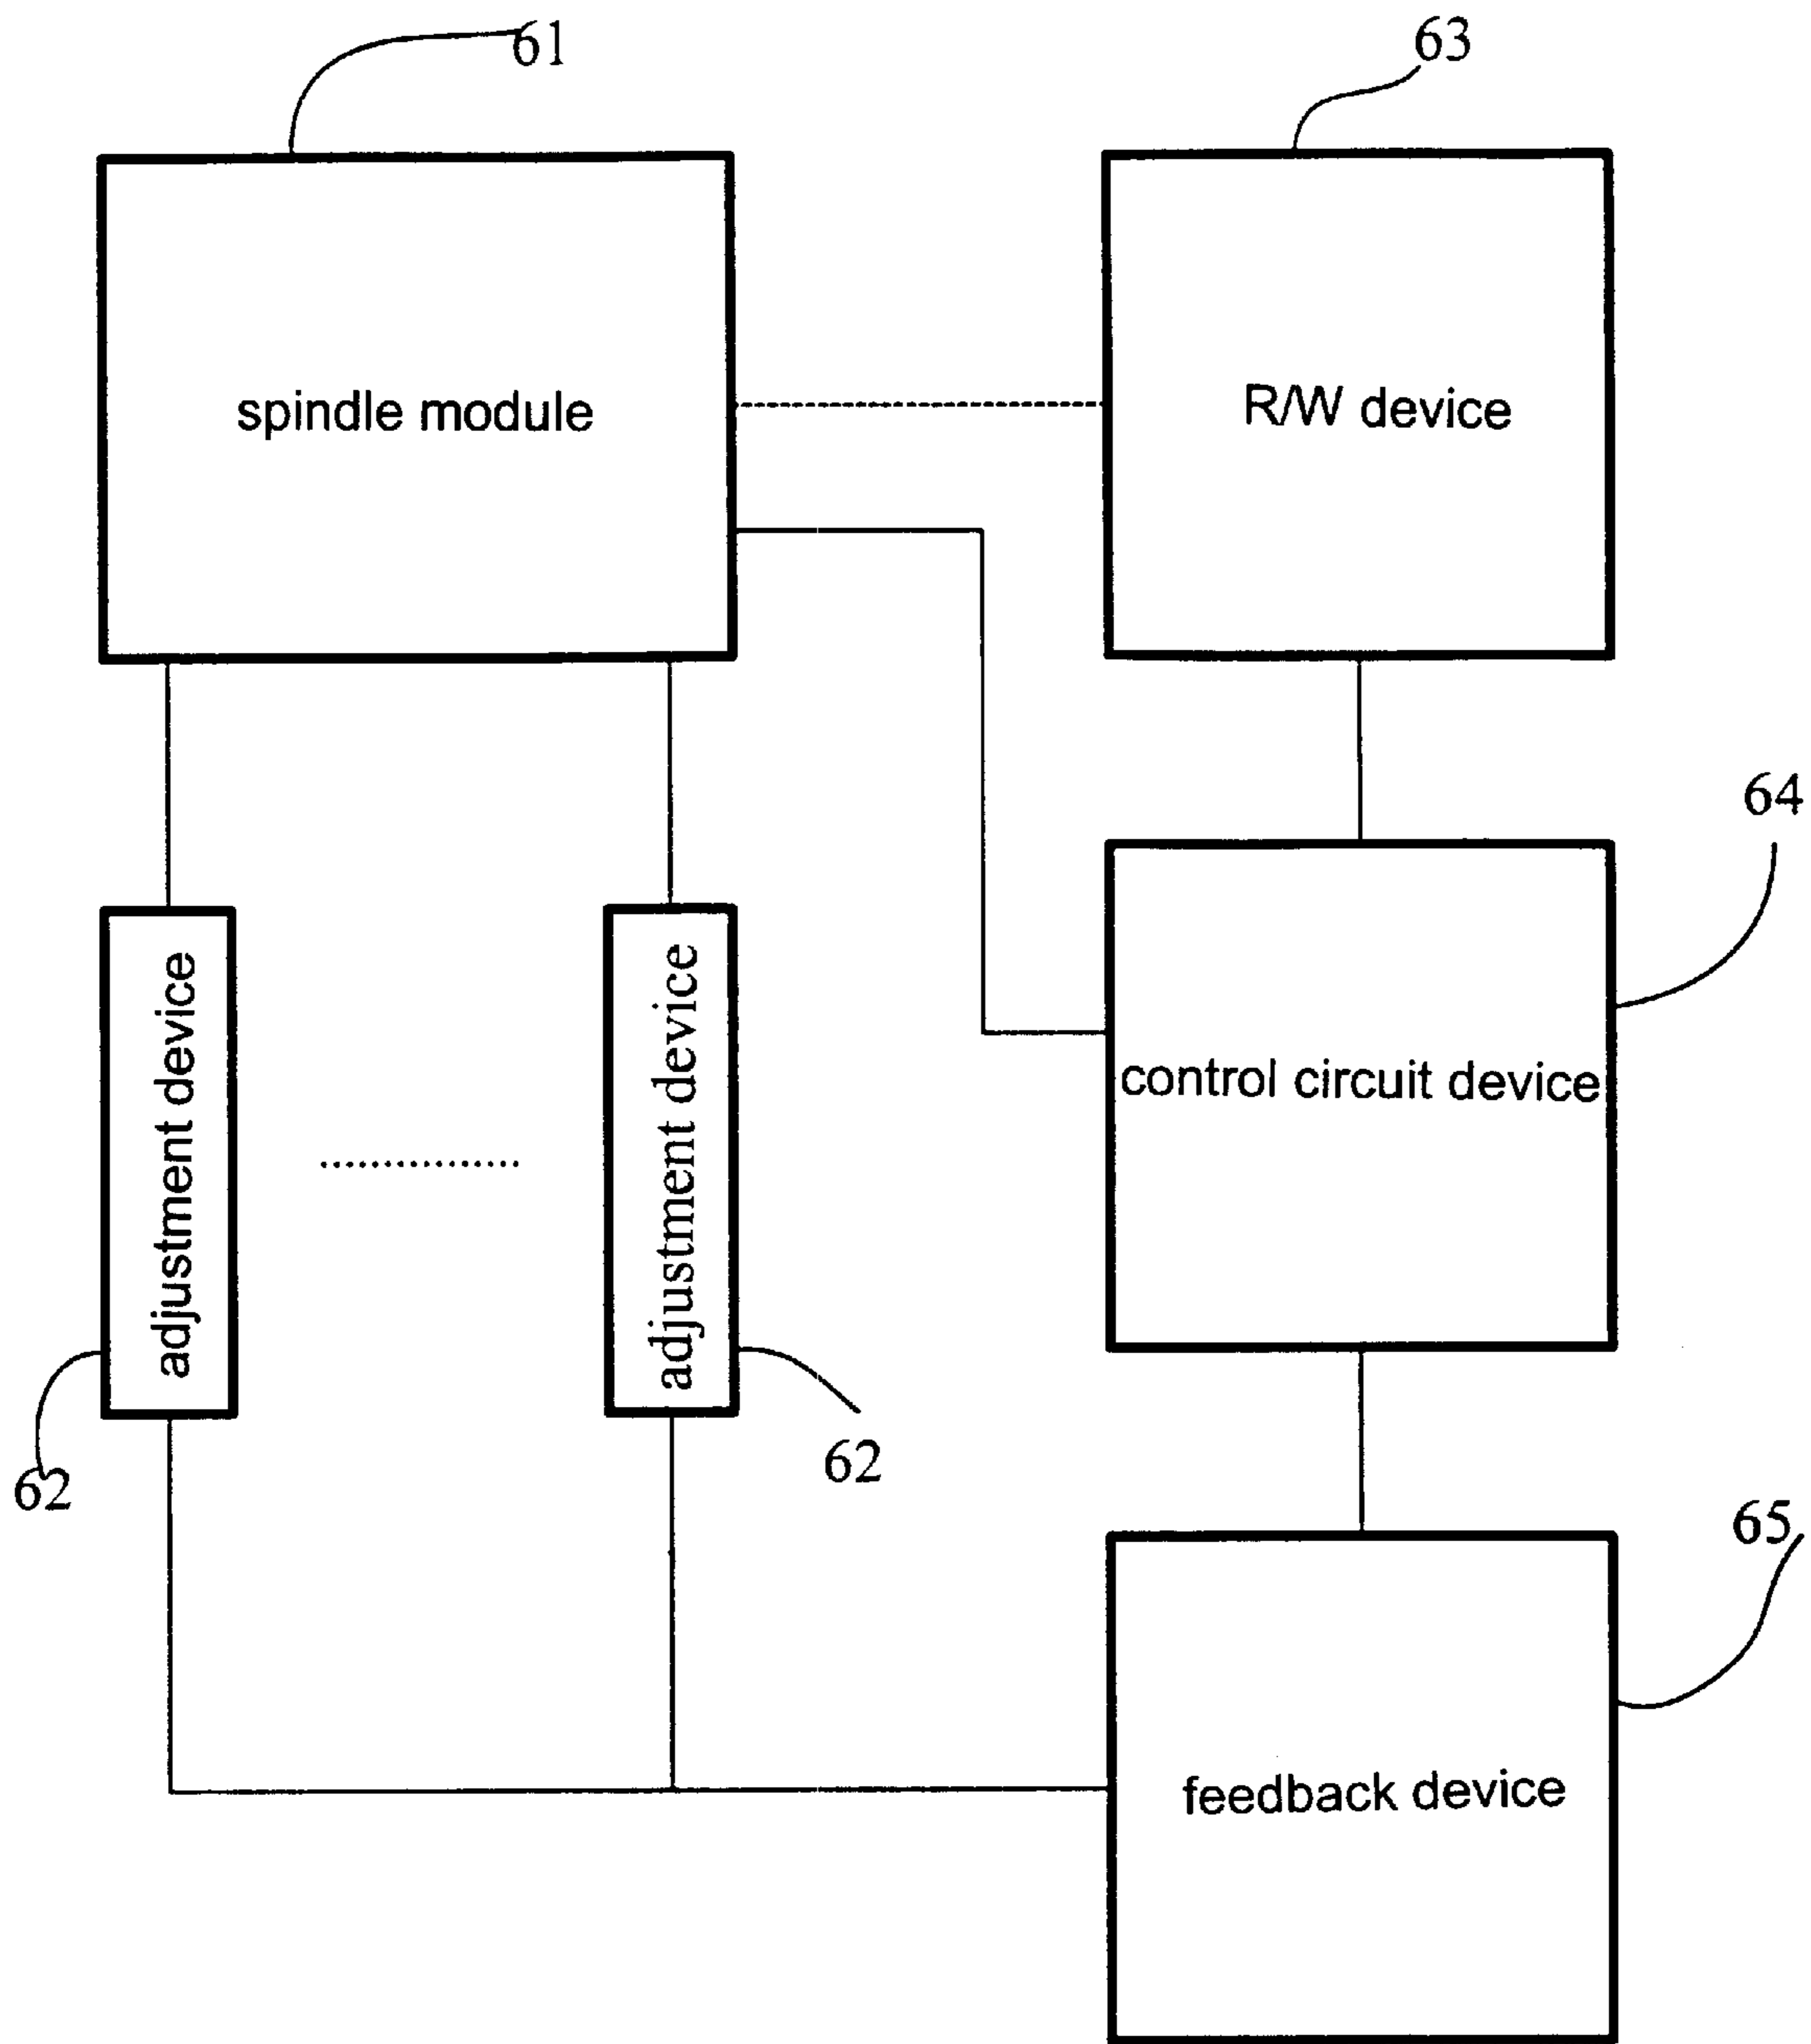 61
63
spindle module
R/W device
64
adjustment device
adjustment device
control circuit device
62
62
65
feedback device